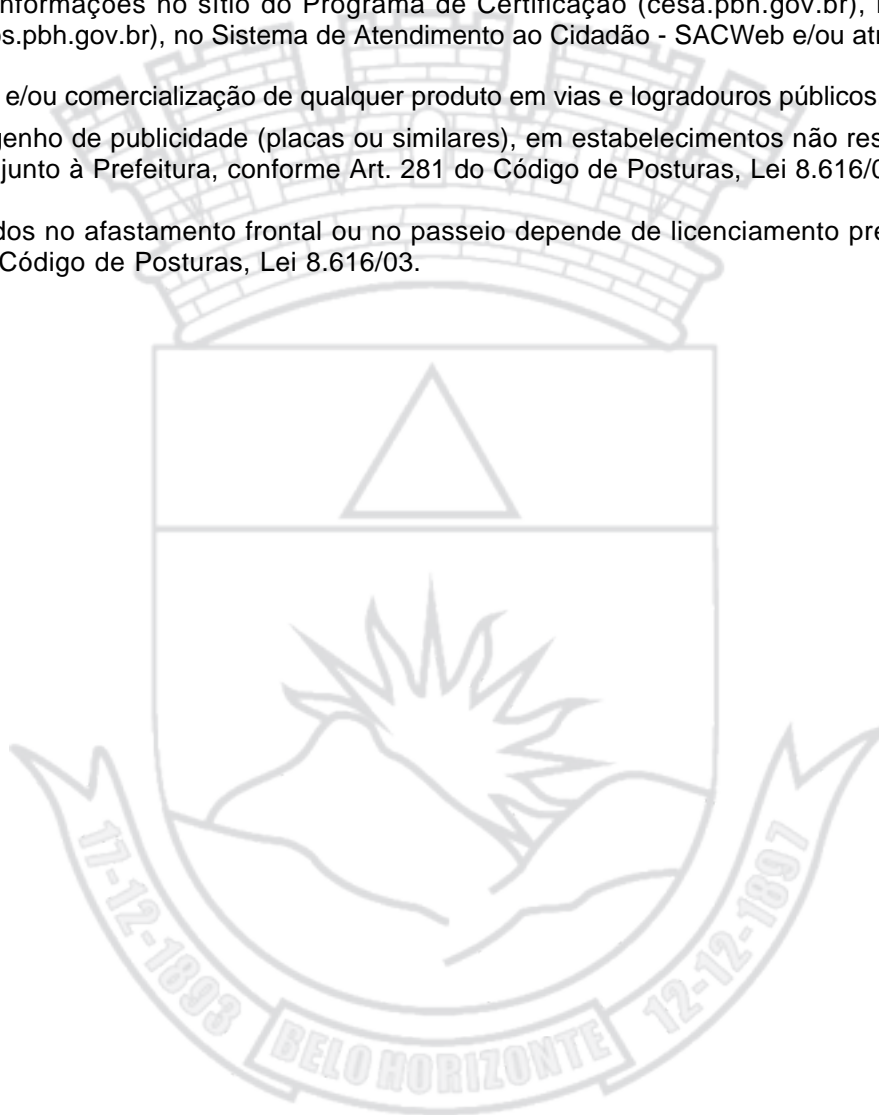 nformações no sítio do Programa de Certificação (cesa.pbh.gov.br),
os.pbh.gov.br), no Sistema de Atendimento ao Cidadão - SACWeb e/ou atr
e/ou comercialização de qualquer produto em vias e logradouros públicos
genho de publicidade (placas ou similares), em estabelecimentos não res
junto à Prefeitura, conforme Art. 281 do Código de Posturas, Lei 8.616/0
dos no afastamento frontal ou no passeio depende de licenciamento pre
Código de Posturas, Lei 8.616/03.
17-12-1893
BELO HORIZONTE
12-12-1897